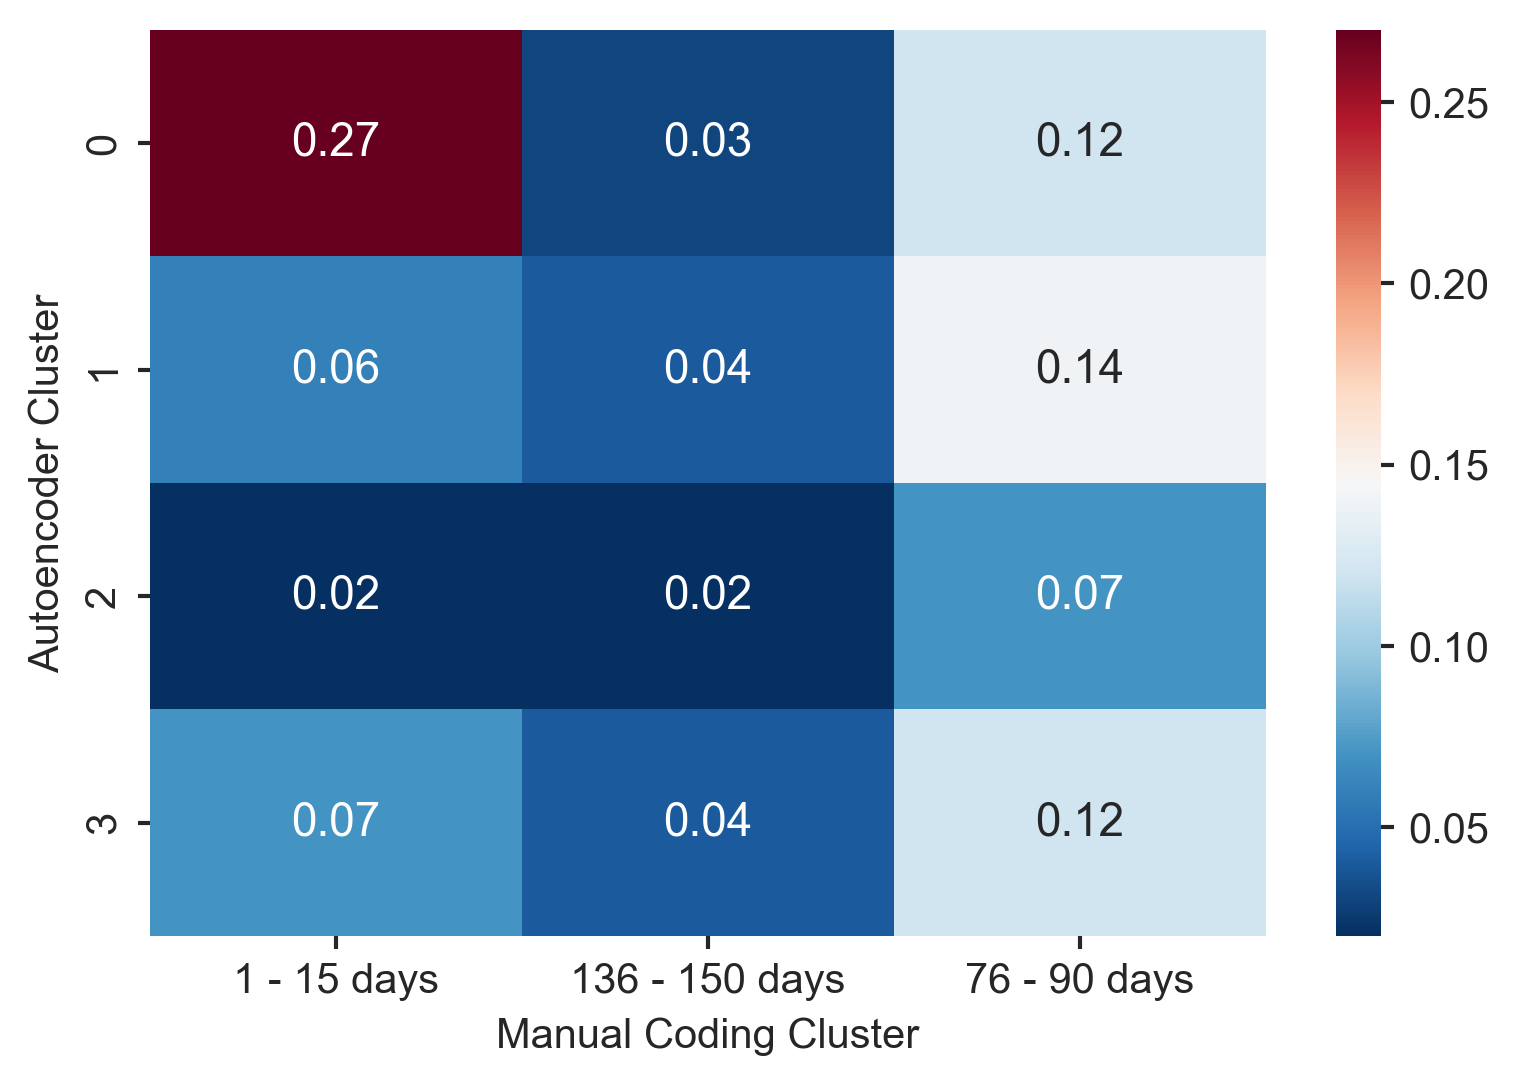 Autoencoder Cluster
0 0.27 0.03 0.12
1 0.06 0.04 0.14
2 0.02 0.02 0.07
3 0.07 0.04 0.12
1 - 15 days 136 - 150 days 76 - 90 days
Manual Coding Cluster
0.25
0.20
0.15
0.10
0.05